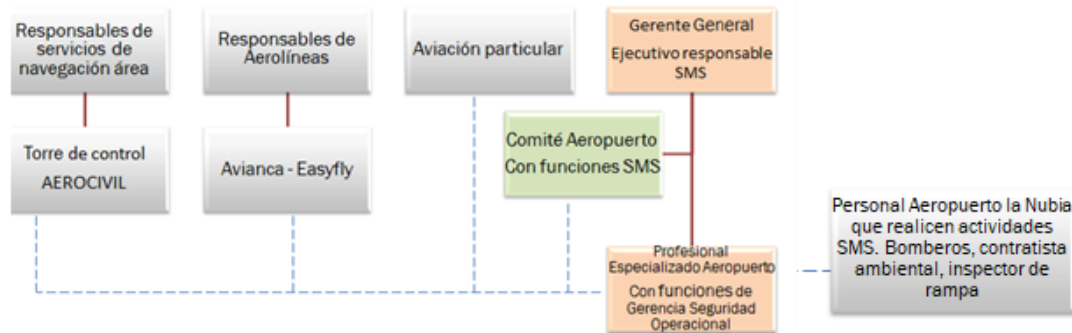 Responsables de
servicios de
navegación área
Responsables de
Aerolíneas
Aviación particular
Gerente General
Ejecutivo responsable
SMS
Comité Aeropuerto
Con funciones SMS
Torre de control
AEROCIVIL
Avianca - Easyfly
Personal Aeropuerto la Nubia
que realicen actividades
SMS. Bomberos, contratista
ambiental, inspector de
rampa
Profesional
Especializado Aeropuerto
Con funciones de
Gerencia Seguridad
Operacional